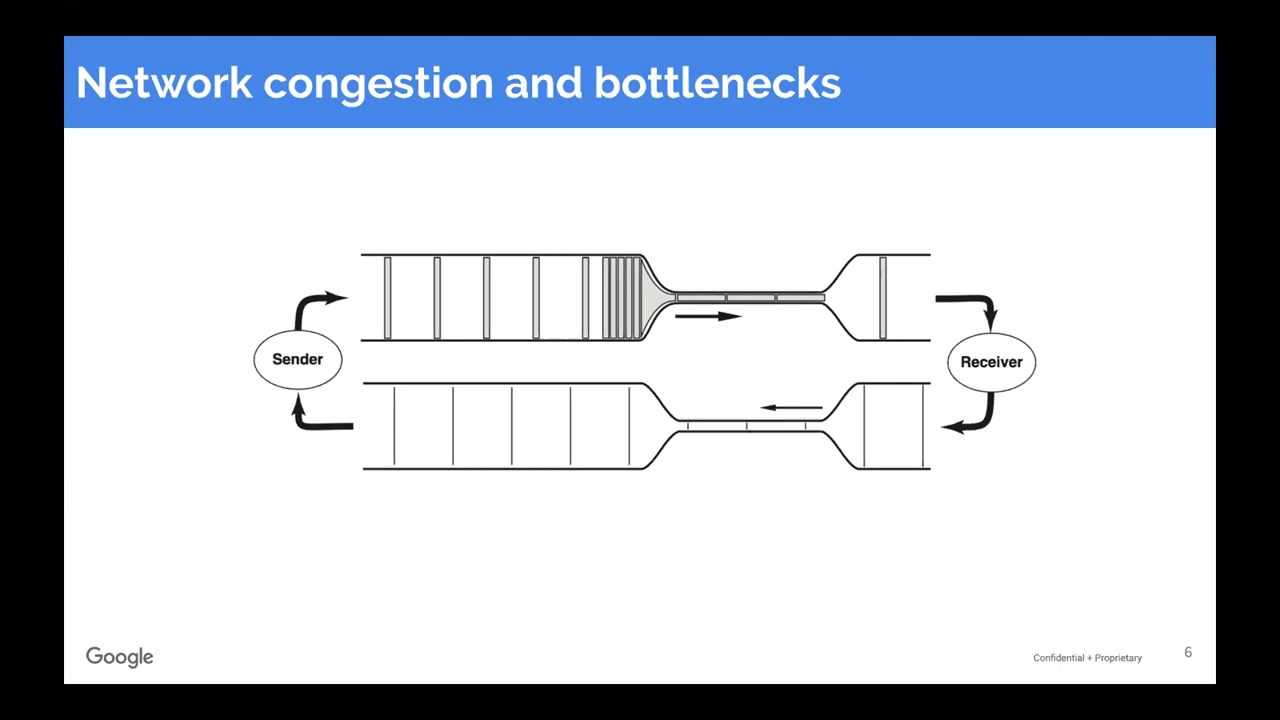 Network congestion and bottlenecks
Sender
Receiver
Google
Confidential + Proprietary
6